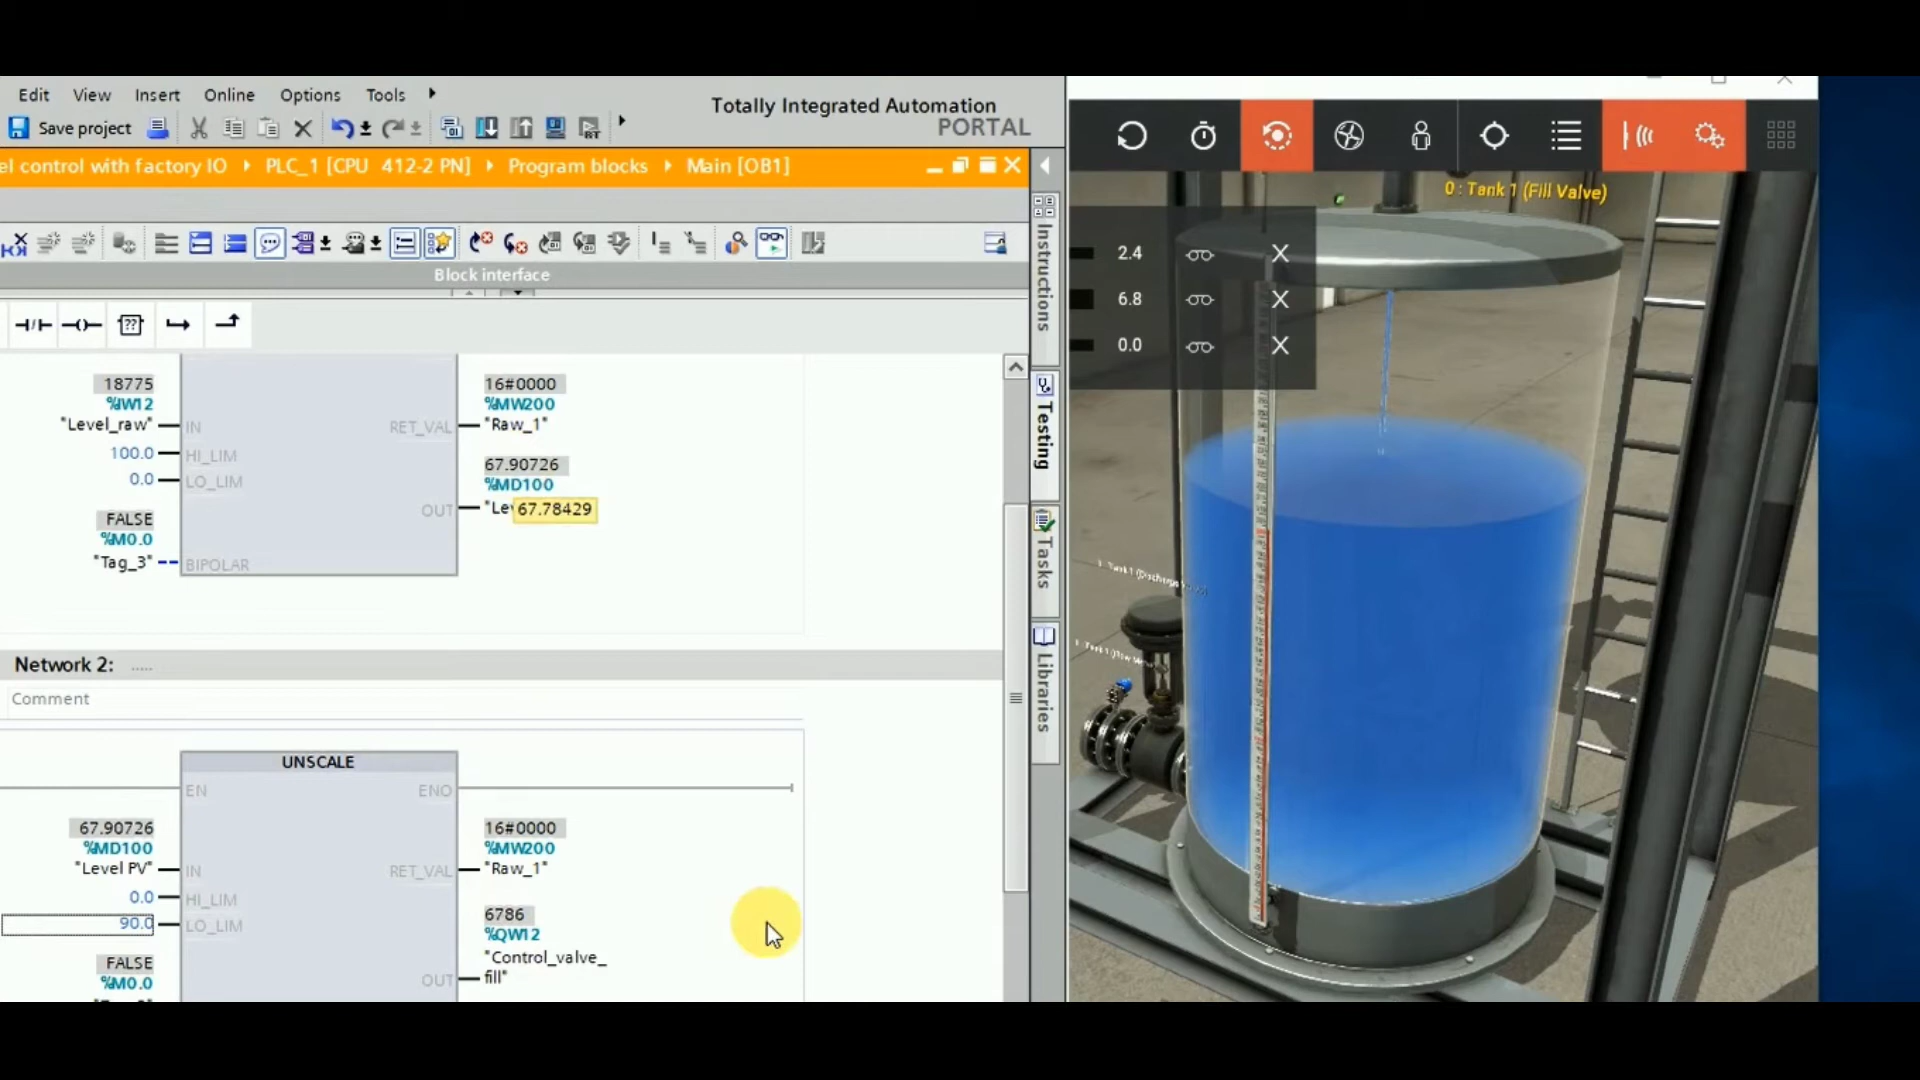 Edit View Insert Online Options Tools
Totally Integrated Automation
PORTAL
Save project
el control with factory IO PLC_1 [CPU 412-2 PN] Program blocks Main [OB1]
Block interface
??
18775
%IW12
"Level_raw"
IN
100.0
HI_LIM
0.0
LO_LIM
FALSE
%M0.0
"Tag_3"
BIPOLAR
16#0000
%MW200
RET_VAL
"Raw_1"
67.90726
%MD100
OUT
"Le
67.78429
Network 2: .....
Comment
UNSCALE
EN
ENO
67.90726
%MD100
"Level PV"
IN
0.0
HI_LIM
90.0
LO_LIM
FALSE
%M0.0
16#0000
%MW200
RET_VAL
"Raw_1"
6786
%QW12
"Control_valve_
fill"
OUT
Instructions
Testing
Tasks
Libraries
0 : Tank 1 (Fill Valve)
2.4
6.8
0.0